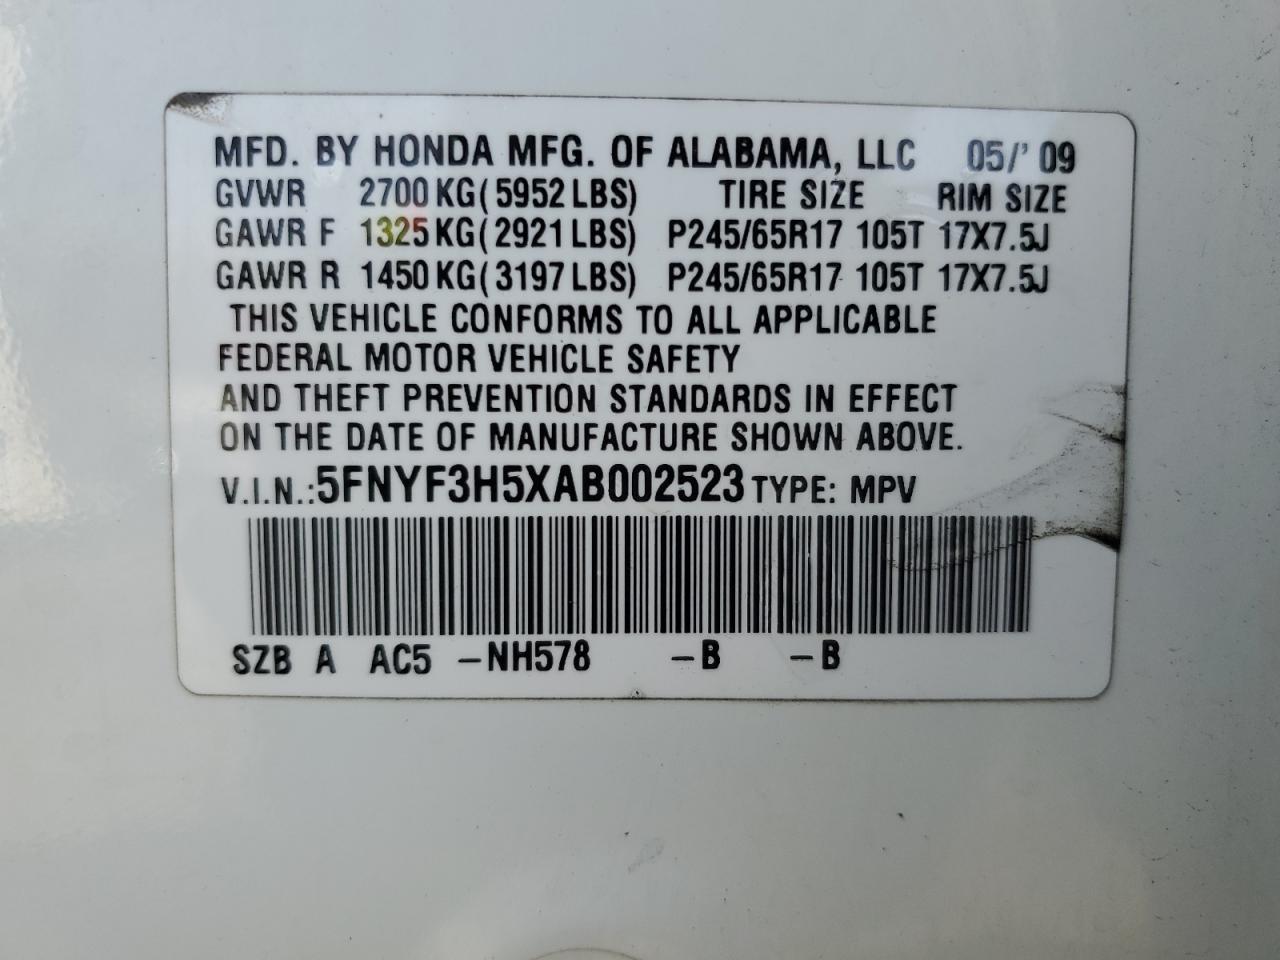 MFD. BY HONDA MFG. OF ALABAMA, LLC 05/' 09
GVWR 2700 KG( 5952 LBS) TIRE SIZE RIM SIZE
GAWR F 1325 KG( 2921 LBS) P245/65R17 105T 17X7.5J
GAWR R 1450 KG( 3197 LBS) P245/65R17 105T 17X7.5J
THIS VEHICLE CONFORMS TO ALL APPLICABLE
FEDERAL MOTOR VEHICLE SAFETY
AND THEFT PREVENTION STANDARDS IN EFFECT
ON THE DATE OF MANUFACTURE SHOWN ABOVE.
V.I.N.:5FNYF3H5XAB002523 TYPE: MPV
SZB A AC5 -NH578 -B -B